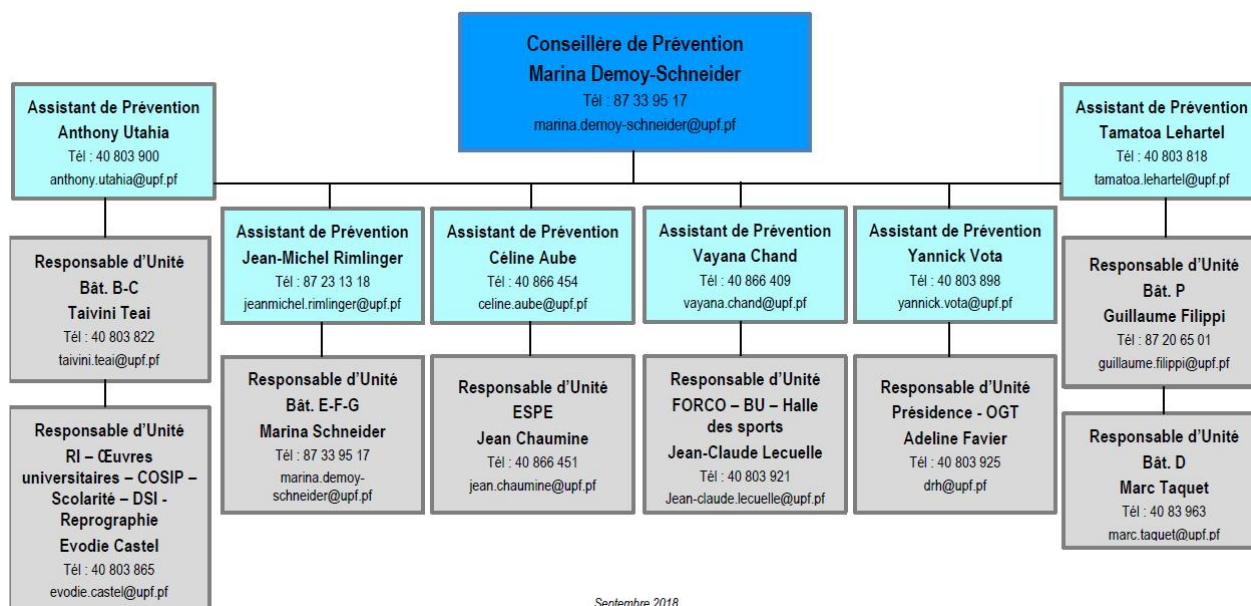 Conseillère de Prévention
Marina Demoy-Schneider
Tél : 87 33 95 17
marina.demoy-schneider@upf.pf
Assistant de Prévention
Anthony Utahia
Tél : 40 803 900
anthony.utahia@upf.pf
Assistant de Prévention
Tamatoa Lehartel
Tél : 40 803 818
tamatoa.lehartel@upf.pf
Assistant de Prévention
Jean-Michel Rimlinger
Tél : 87 23 13 18
jeanmichel.rimlinger@upf.pf
Assistant de Prévention
Céline Aube
Tél : 40 866 454
celine.aube@upf.pf
Assistant de Prévention
Vayana Chand
Tél : 40 866 409
vayana.chand@upf.pf
Assistant de Prévention
Yannick Vota
Tél : 40 803 898
yannick.vota@upf.pf
Responsable d’Unité
Bât. B-C
Taivini Teai
Tél : 40 803 822
taivini.teai@upf.pf
Responsable d’Unité
Bât. P
Guillaume Filippi
Tél : 87 20 65 01
guillaume.filippi@upf.pf
Responsable d’Unité
Bât. E-F-G
Marina Schneider
Tél : 87 33 95 17
marina.demoy-
schneider@upf.pf
Responsable d’Unité
ESPE
Jean Chaumine
Tél : 40 866 451
jean.chaumine@upf.pf
Responsable d’Unité
FORCO – BU – Halle
des sports
Jean-Claude Lecuelle
Tél : 40 803 921
Jean-claude.lecuelle@upf.pf
Responsable d’Unité
Présidence - OGT
Adeline Favier
Tél : 40 803 925
drh@upf.pf
Responsable d’Unité
RI – Œuvres
universitaires – COSIP –
Scolarité – DSI -
Reprographie
Evodie Castel
Tél : 40 803 865
evodie.castel@upf.pf
Responsable d’Unité
Bât. D
Marc Taquet
Tél : 40 83 963
marc.taquet@upf.pf
Septembre 2018